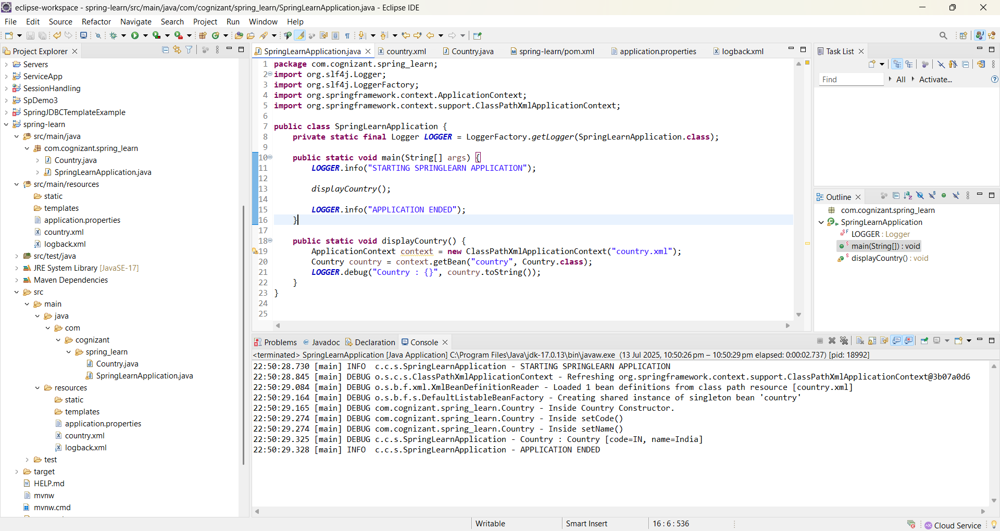 eclipse-workspace - spring-learn/src/main/java/com/cognizant/spring_learn/SpringLearnApplication.java - Eclipse IDE
File Edit Source Refactor Navigate Search Project Run Window Help
Project Explorer
Servers
ServiceApp
SessionHandling
SpDemo3
SpringJDBCTemplateExample
spring-learn
src/main/java
com.cognizant.spring_learn
Country.java
SpringLearnApplication.java
src/main/resources
static
templates
application.properties
country.xml
logback.xml
src/test/java
JRE System Library [JavaSE-17]
Maven Dependencies
src
main
java
com
cognizant
spring_learn
Country.java
SpringLearnApplication.java
resources
static
templates
application.properties
country.xml
logback.xml
test
target
HELP.md
mvnw
mvnw.cmd
SpringLearnApplication.java country.xml Country.java spring-learn/pom.xml application.properties logback.xml
1 package com.cognizant.spring_learn;
2 import org.slf4j.Logger;
3 import org.slf4j.LoggerFactory;
4 import org.springframework.context.ApplicationContext;
5 import org.springframework.context.support.ClassPathXmlApplicationContext;
6
7 public class SpringLearnApplication {
8 private static final Logger LOGGER = LoggerFactory.getLogger(SpringLearnApplication.class);
9
10 public static void main(String[] args) {
11 LOGGER.info("STARTING SPRINGLEARN APPLICATION");
12
13 displayCountry();
14
15 LOGGER.info("APPLICATION ENDED");
16 }
17
18 public static void displayCountry() {
19 ApplicationContext context = new ClassPathXmlApplicationContext("country.xml");
20 Country country = context.getBean("country", Country.class);
21 LOGGER.debug("Country : {}", country.toString());
22 }
23 }
24
25
Task List
Find All Activate...
Outline
com.cognizant.spring_learn
SpringLearnApplication
LOGGER : Logger
main(String[]) : void
displayCountry() : void
Problems Javadoc Declaration Console
<terminated> SpringLearnApplication [Java Application] C:\Program Files\Java\jdk-17.0.13\bin\javaw.exe (13 Jul 2025, 10:50:26 pm – 10:50:29 pm elapsed: 0:00:02.737) [pid: 18992]
22:50:28.730 [main] INFO c.c.s.SpringLearnApplication - STARTING SPRINGLEARN APPLICATION
22:50:28.845 [main] DEBUG o.s.c.s.ClassPathXmlApplicationContext - Refreshing org.springframework.context.support.ClassPathXmlApplicationContext@3b07a0d6
22:50:29.084 [main] DEBUG o.s.b.f.xml.XmlBeanDefinitionReader - Loaded 1 bean definitions from class path resource [country.xml]
22:50:29.164 [main] DEBUG o.s.b.f.s.DefaultListableBeanFactory - Creating shared instance of singleton bean 'country'
22:50:29.165 [main] DEBUG com.cognizant.spring_learn.Country - Inside Country Constructor.
22:50:29.274 [main] DEBUG com.cognizant.spring_learn.Country - Inside setCode()
22:50:29.274 [main] DEBUG com.cognizant.spring_learn.Country - Inside setName()
22:50:29.325 [main] DEBUG c.c.s.SpringLearnApplication - Country : Country [code=IN, name=India]
22:50:29.328 [main] INFO c.c.s.SpringLearnApplication - APPLICATION ENDED
Writable Smart Insert 16 : 6 : 536 Cloud Service